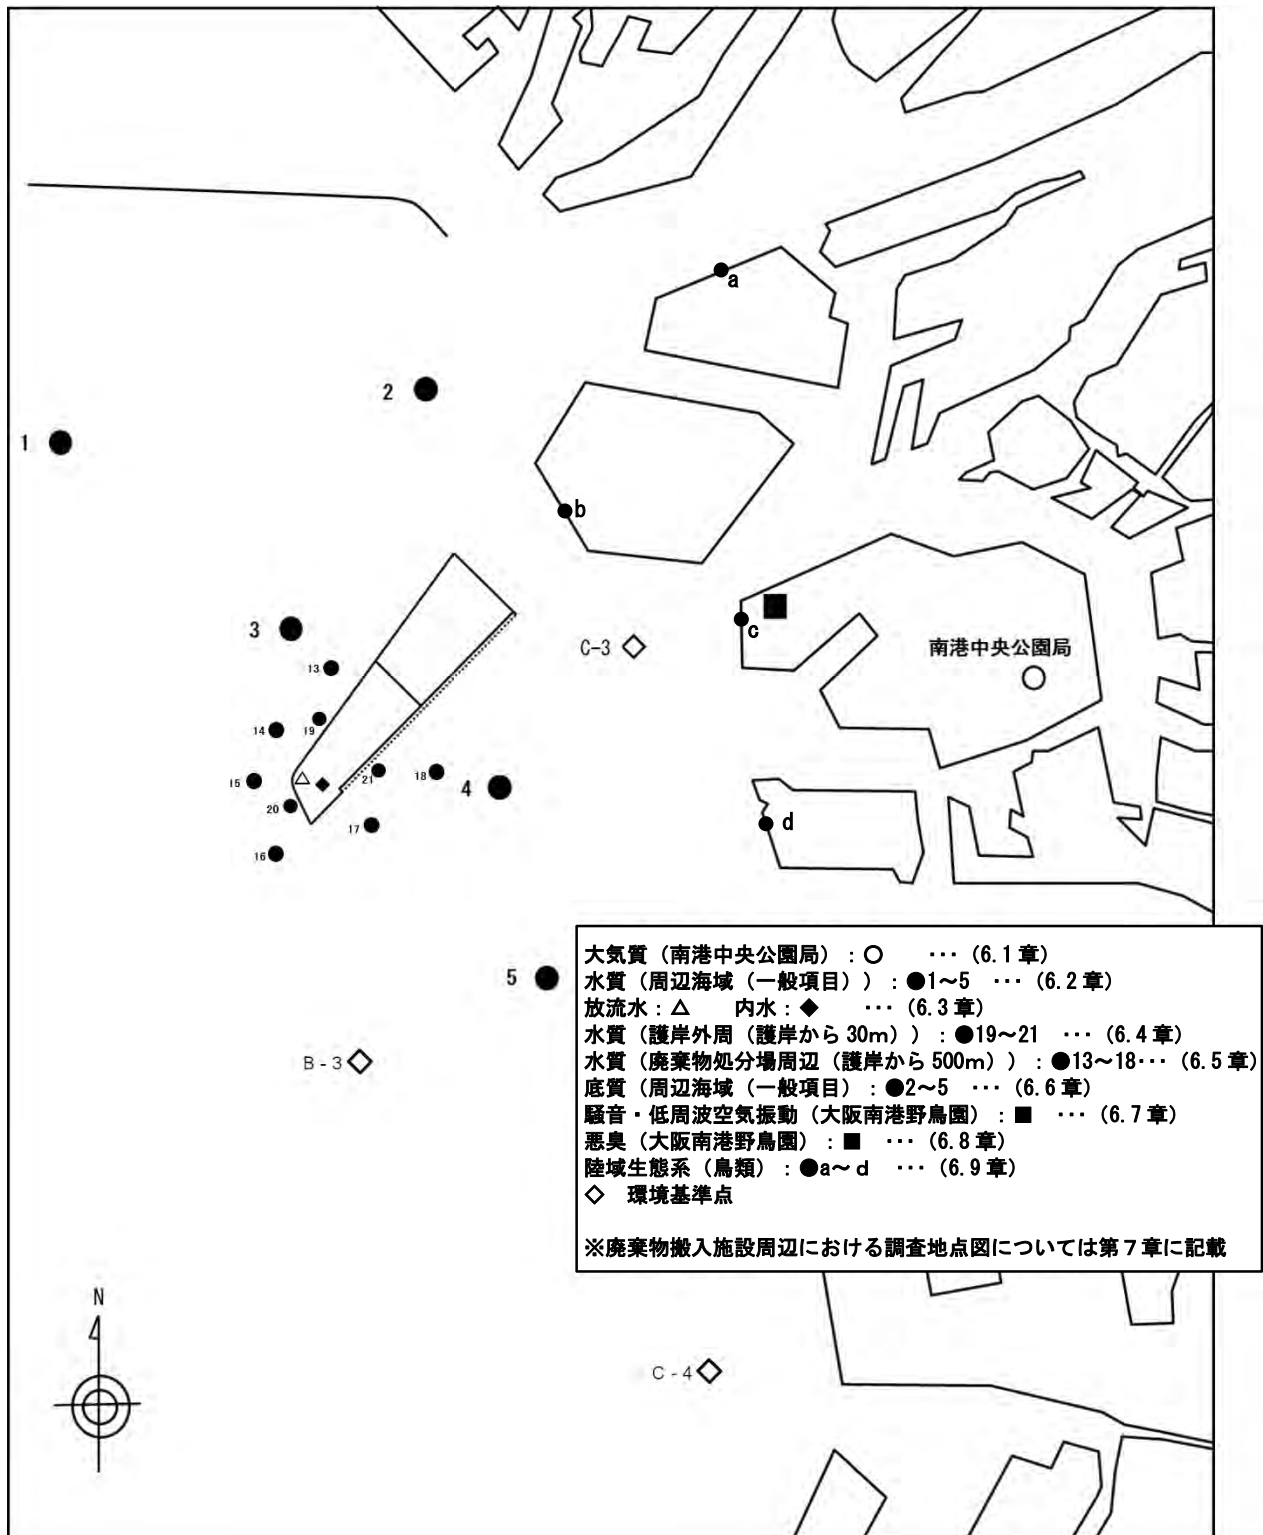 a
2
1
b
3
13
C-3
c
南港中央公園局
14
19
15
21
18
4
20
17
d
16
大気質（南港中央公園局）：○　　…（6.1章）
水質（周辺海域（一般項目））：●1～5　…（6.2章）
放流水：△　　内水：◆　　…（6.3章）
水質（護岸外周（護岸から30m））：●19～21　…（6.4章）
水質（廃棄物処分場周辺（護岸から500m））：●13～18…（6.5章）
底質（周辺海域（一般項目）：●2～5　…（6.6章）
騒音・低周波空気振動（大阪南港野鳥園）：■　…（6.7章）
悪臭（大阪南港野鳥園）：■　…（6.8章）
陸域生態系（鳥類）：●a～ｄ　…（6.9章）
◇　環境基準点
※廃棄物搬入施設周辺における調査地点図については第７章に記載
5
B-3
N
C-4